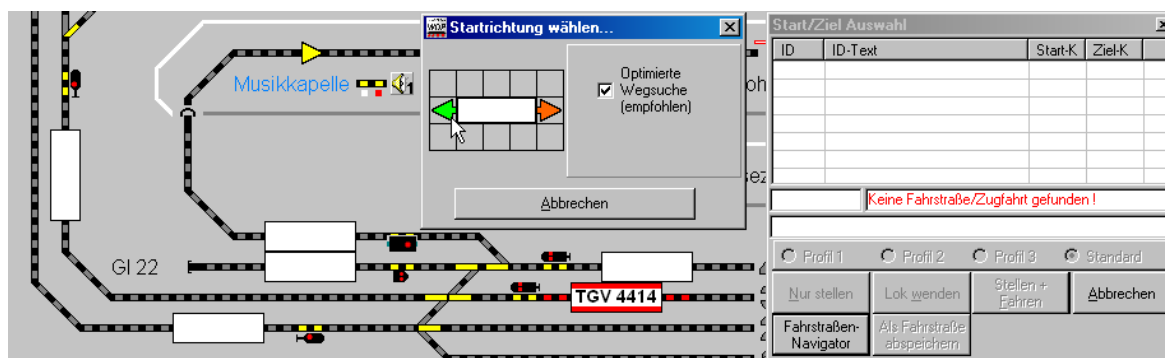 WDP Startrichtung wählen...
Optimierte
Wegsuche
(empfohlen)
Abbrechen
Musikkapelle
1
Gl 22
TGV 4414
Start/Ziel Auswahl
ID ID-Text Start-K Ziel-K
Keine Fahrstraße/Zugfahrt gefunden !
Profil 1 Profil 2 Profil 3 Standard
Nur stellen Lok wenden Stellen +
Fahren Abbrechen
Fahrstraßen-
Navigator Als Fahrstraße
abspeichern